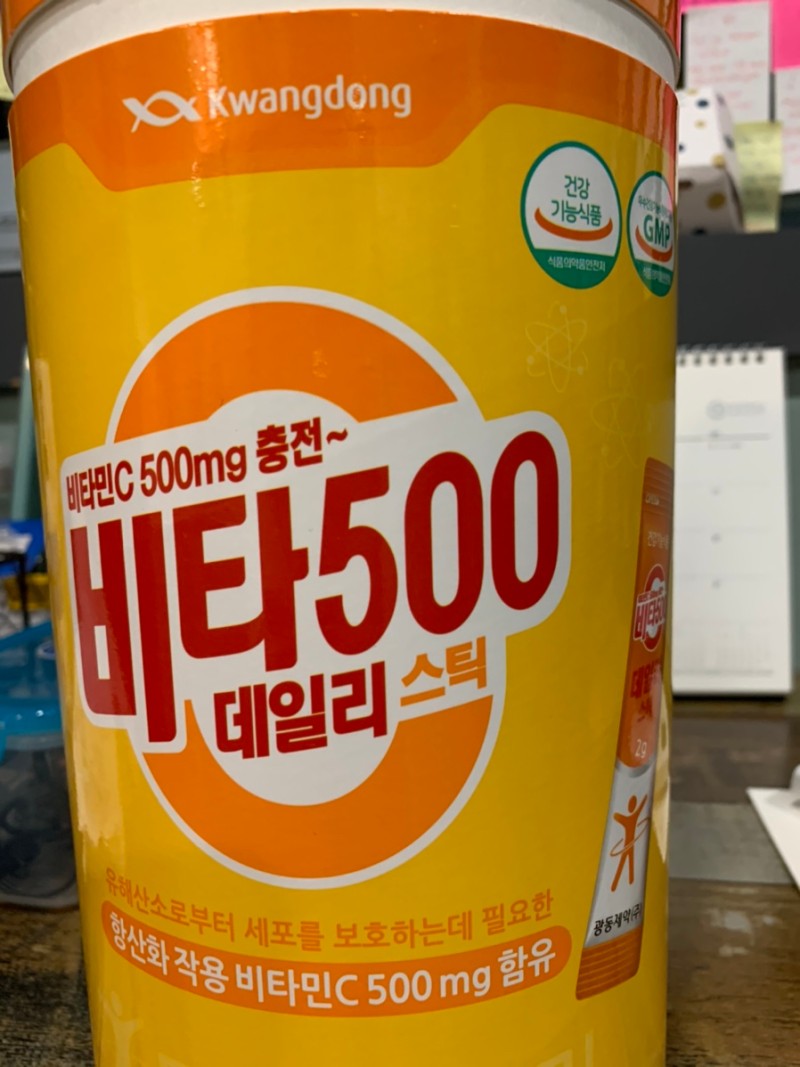 Kwangdong
건강
기능식품
식품의약품안전처
GMP
비타민C 500mg 충전~
비타500
데일리 스틱
비타500
2g
광동제약(주)
유해산소로부터 세포를 보호하는데 필요한
항산화 작용 비타민C 500 mg 함유